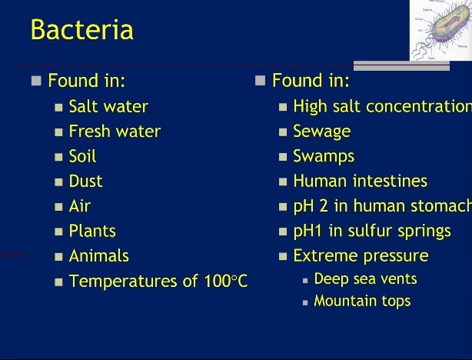 Bacteria
Found in:
Salt water
Fresh water
Soil
Dust
Air
Plants
Animals
Temperatures of 100°C
Found in:
High salt concentration
Sewage
Swamps
Human intestines
pH 2 in human stomach
pH1 in sulfur springs
Extreme pressure
Deep sea vents
Mountain tops